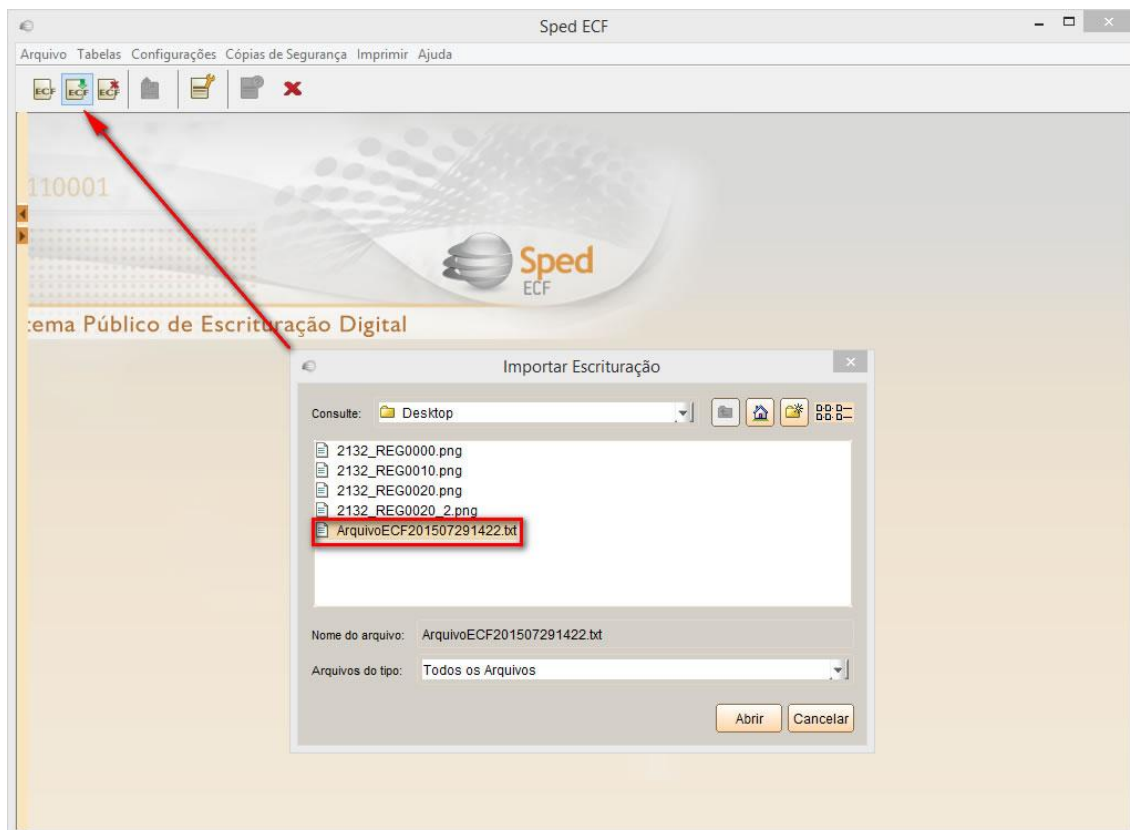 Sped ECF
Arquivo Tabelas Configurações Cópias de Segurança Imprimir Ajuda
ECF ECF ECF
110001
Sped
ECF
tema Público de Escrituração Digital
Importar Escrituração
Consulte: Desktop
2132_REG0000.png
2132_REG0010.png
2132_REG0020.png
2132_REG0020_2.png
ArquivoECF201507291422.txt
Nome do arquivo: ArquivoECF201507291422.txt
Arquivos do tipo: Todos os Arquivos
Abrir Cancelar